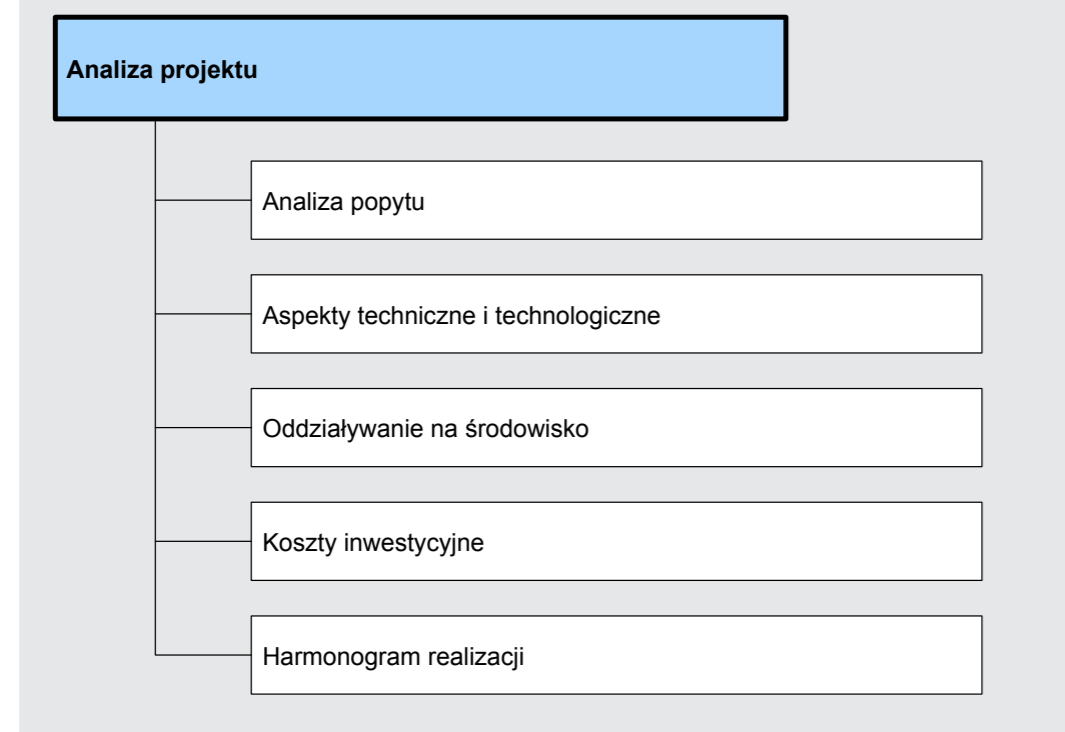 Analiza projektu
Analiza popytu
Aspekty techniczne i technologiczne
Oddziaływanie na środowisko
Koszty inwestycyjne
Harmonogram realizacji